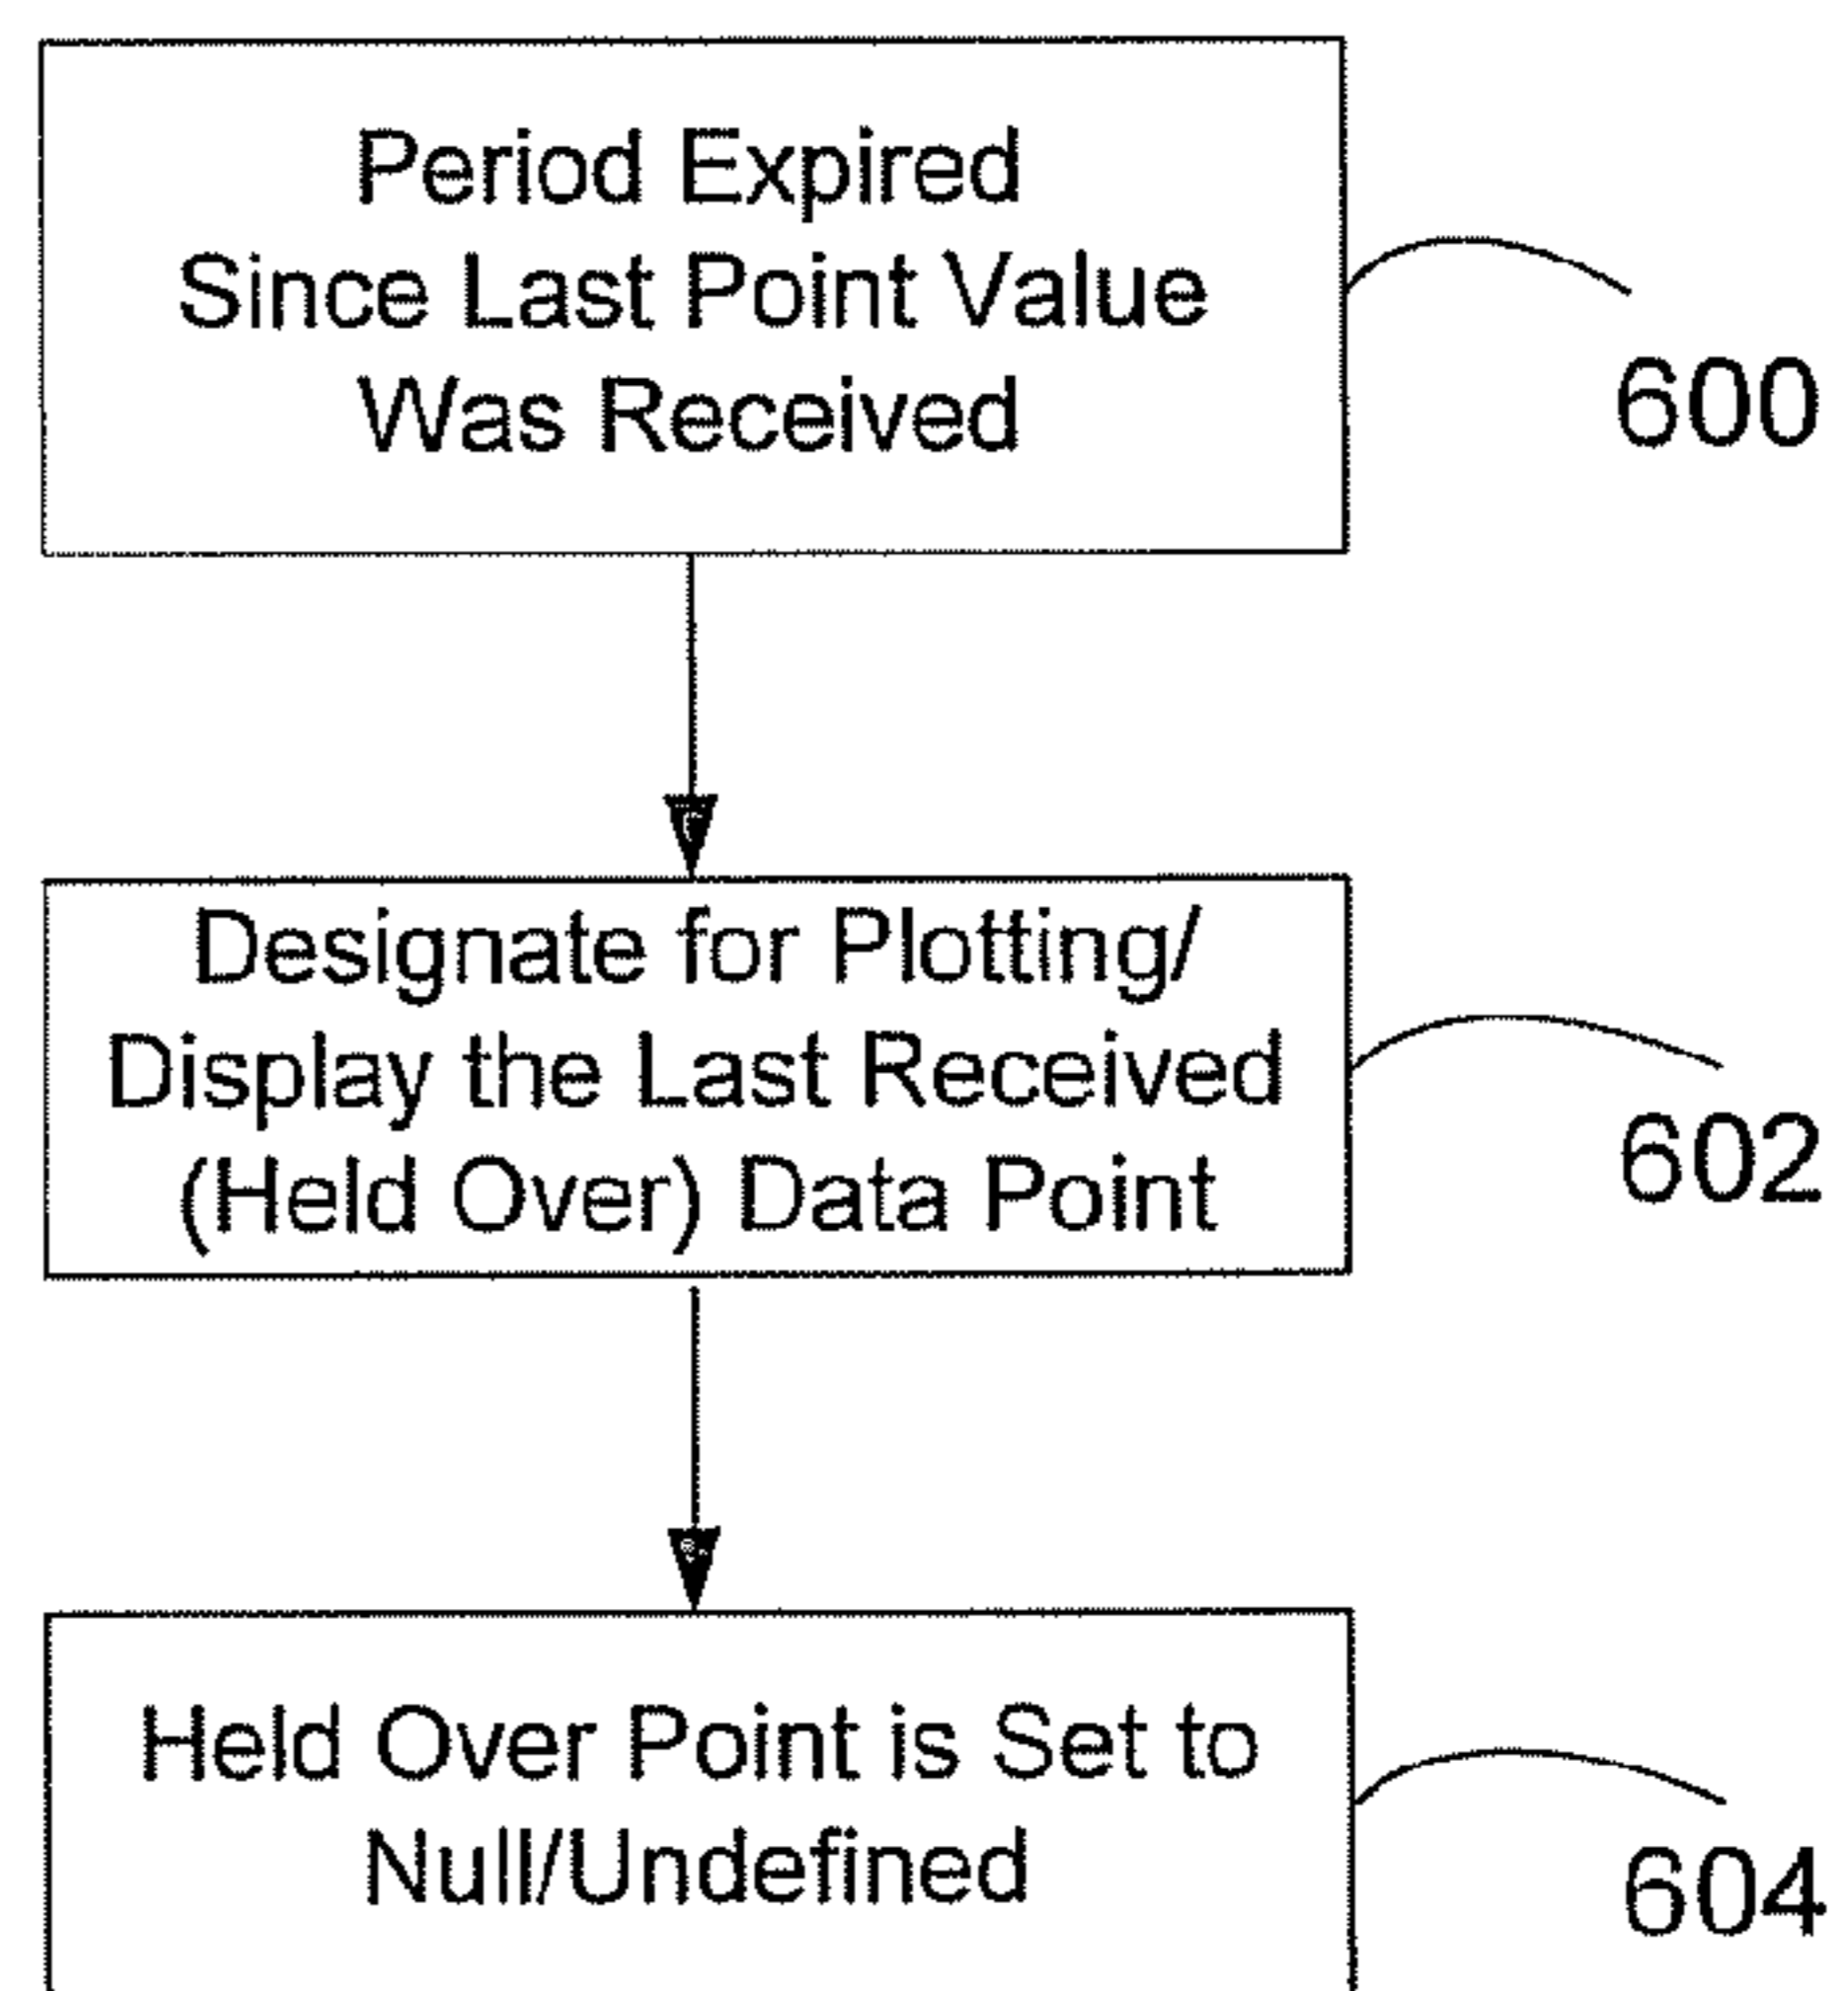 Period Expired
Since Last Point Value
Was Received
600
Designate for Plotting/
Display the Last Received
(Held Over) Data Point
602
Held Over Point is Set to
Null/Undefined
604